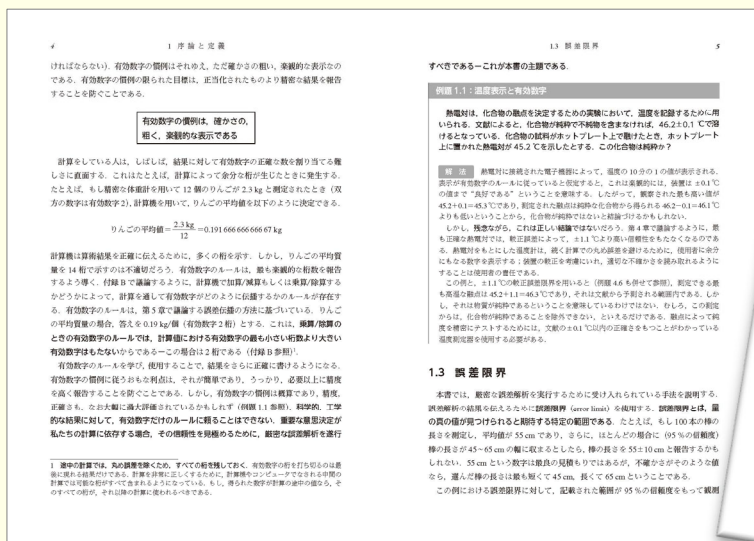 4
1 序論と定義
ければならない）．有効数字の慣例はそれゆえ，ただ確かさの粗い，楽観的な表示なの
である．有効数字の慣例の限られた目標は，正当化されたものより精密な結果を報告
することを防ぐことである．
有効数字の慣例は，確かさの，
粗く，楽観的な表示である
計算をしている人は，しばしば，結果に対して有効数字の正確な数を割り当てる難
しさに直面する．これはたとえば，計算によって余分な桁が生じたときに発生する．
たとえば，もし精密な体重計を用いて 12 個のりんごが 2.3 kg と測定されたとき（双
方の数字は有効数字 2），計算機を用いて，りんごの平均値を以下のように決定できる．
りんごの平均値＝2.3 kg/12＝0.191 666 666 666 67 kg
計算機は算術結果を正確に伝えるために，多くの桁を示す．しかし，りんごの平均質
量を 14 桁で示すのは不適切だろう．有効数字のルールは，最も楽観的な桁数を報告
するよう導く．付録 B で議論するように，計算機で加算/減算もしくは乗算/除算する
かどうかによって，計算を通して有効数字がどのように伝播するかのルールが存在す
る．有効数字のルールは，第 5 章で議論する誤差伝播の方法に基づいている．りんご
の平均質量の場合，答えを 0.19 kg/個（有効数字 2 桁）とする．これは，乗算/除算の
ときの有効数字のルールでは，計算値における有効数字の最も小さい桁数より大きい
有効数字はもたないからであるーこの場合は 2 桁である（付録 B 参照）¹．
有効数字のルールを学び，使用することで，結果をさらに正確に書けるようになる．
有効数字の慣例に従うおもな利点は，それが簡単であり，うっかり，必要以上に精度
を高く報告することを防ぐことである．しかし，有効数字の慣例は概算であり，精度，
正確さも，なお大幅に過大評価されているかもしれず（例題 1.1 参照），科学的，工学
的な結果に対して，有効数字だけのルールに頼ることはできない．重要な意思決定が
私たちの計算に依存する場合，その信頼性を見極めるために，厳密な誤差解析を遂行
1 途中の計算では，丸め誤差を除くため，すべての桁を残しておく．有効数字の桁を打ち切るのは最
後に現れる結果だけである．計算を非常に正しくするために，計算機やコンピュータでなされる中間の
計算では可能な桁がすべて含まれるようになっている．もし，得られた数字が計算の途中の値なら，そ
のすべての桁が，それ以降の計算に使われるべきである．
1.3 誤差限界
5
すべきであるーこれが本書の主題である．
例題 1.1：温度表示と有効数字
熱電対は，化合物の融点を決定するための実験において，温度を記録するために用
いられる．文献によると，化合物が純粋で不純物を含まなければ，46.2±0.1 ℃で溶
けるとなっている．化合物の試料がホットプレート上で融けたとき，ホットプレート
上に置かれた熱電対が 45.2 ℃を示したとする．この化合物は純粋か？
解 法　熱電対に接続された電子機器によって，温度の 10 分の 1 の値が表示される．
表示が有効数字のルールに従っていると仮定すると，これは楽観的には，装置は ±0.1℃
の値まで“良好である”ということを意味する．したがって，観察された最も高い値が
45.2＋0.1＝45.3℃であり，測定された融点は純粋な化合物から得られる 46.2－0.1＝46.1℃
よりも低いということから，化合物が純粋ではないと結論づけるかもしれない．
しかし，残念ながら，これは正しい結論ではないだろう．第 4 章で議論するように，最
も正確な熱電対では，較正誤差によって，±1.1℃より高い信頼性をもたなくなるのであ
る．熱電対をもとにした温度計は，続く計算での丸め誤差を避けるために，使用者に余分
にもなる数字を表示する；装置の較正を考慮にいれ，適切な不確かさを読み取れるように
することは使用者の責任である．
この例と，±1.1℃の較正誤差限界を用いると（例題 4.6 も併せて参照），測定できる最
も高温な融点は 45.2＋1.1＝46.3℃であり，それは文献から予測される範囲内である．しか
し，それは物質が純粋であるということを意味しているわけではない．むしろ，この測定
からは，化合物が純粋であることを除外できない，といえるだけである．融点によって純
度を精密にテストするためには，文献の±0.1 ℃以内の正確さをもつことがわかっている
温度測定器を使用する必要がある．
1.3 誤差限界
本書では，厳密な誤差解析を実行するために受け入れられている手法を説明する．
誤差解析の結果を伝えるために誤差限界（error limit）を使用する．誤差限界とは，量
の真の値が見つけられると期待する特定の範囲である．たとえば，もし 100 本の棒の
長さを測定し，平均値が 55 cm であり，さらに，ほとんどの場合に（95 %の信頼度）
棒の長さが 45～65 cm の幅に収まるとしたら，棒の長さを 55±10 cm と報告するかも
しれない．55 cm という数字は最良の見積もりではあるが，不確かさがそのような値
なら，選んだ棒の長さは最も短くて 45 cm，長くて 65 cm ということである．
この例における誤差限界に対して，記載された範囲が 95 %の信頼度をもって観測